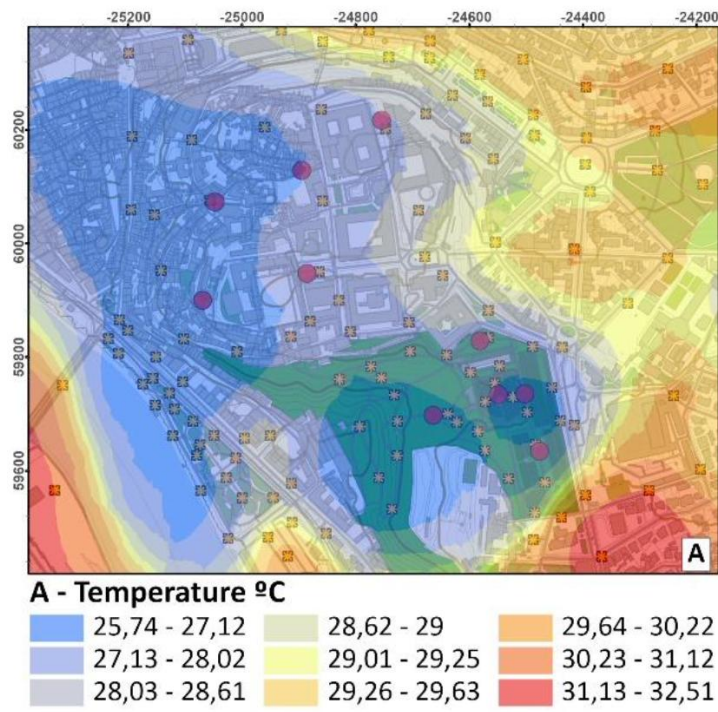 -25200 -25000 -24800 -24600 -24400 -24200
60200
60000
59800
59600
A
A - Temperature ºC
25,74 - 27,12 28,62 - 29 29,64 - 30,22
27,13 - 28,02 29,01 - 29,25 30,23 - 31,12
28,03 - 28,61 29,26 - 29,63 31,13 - 32,51